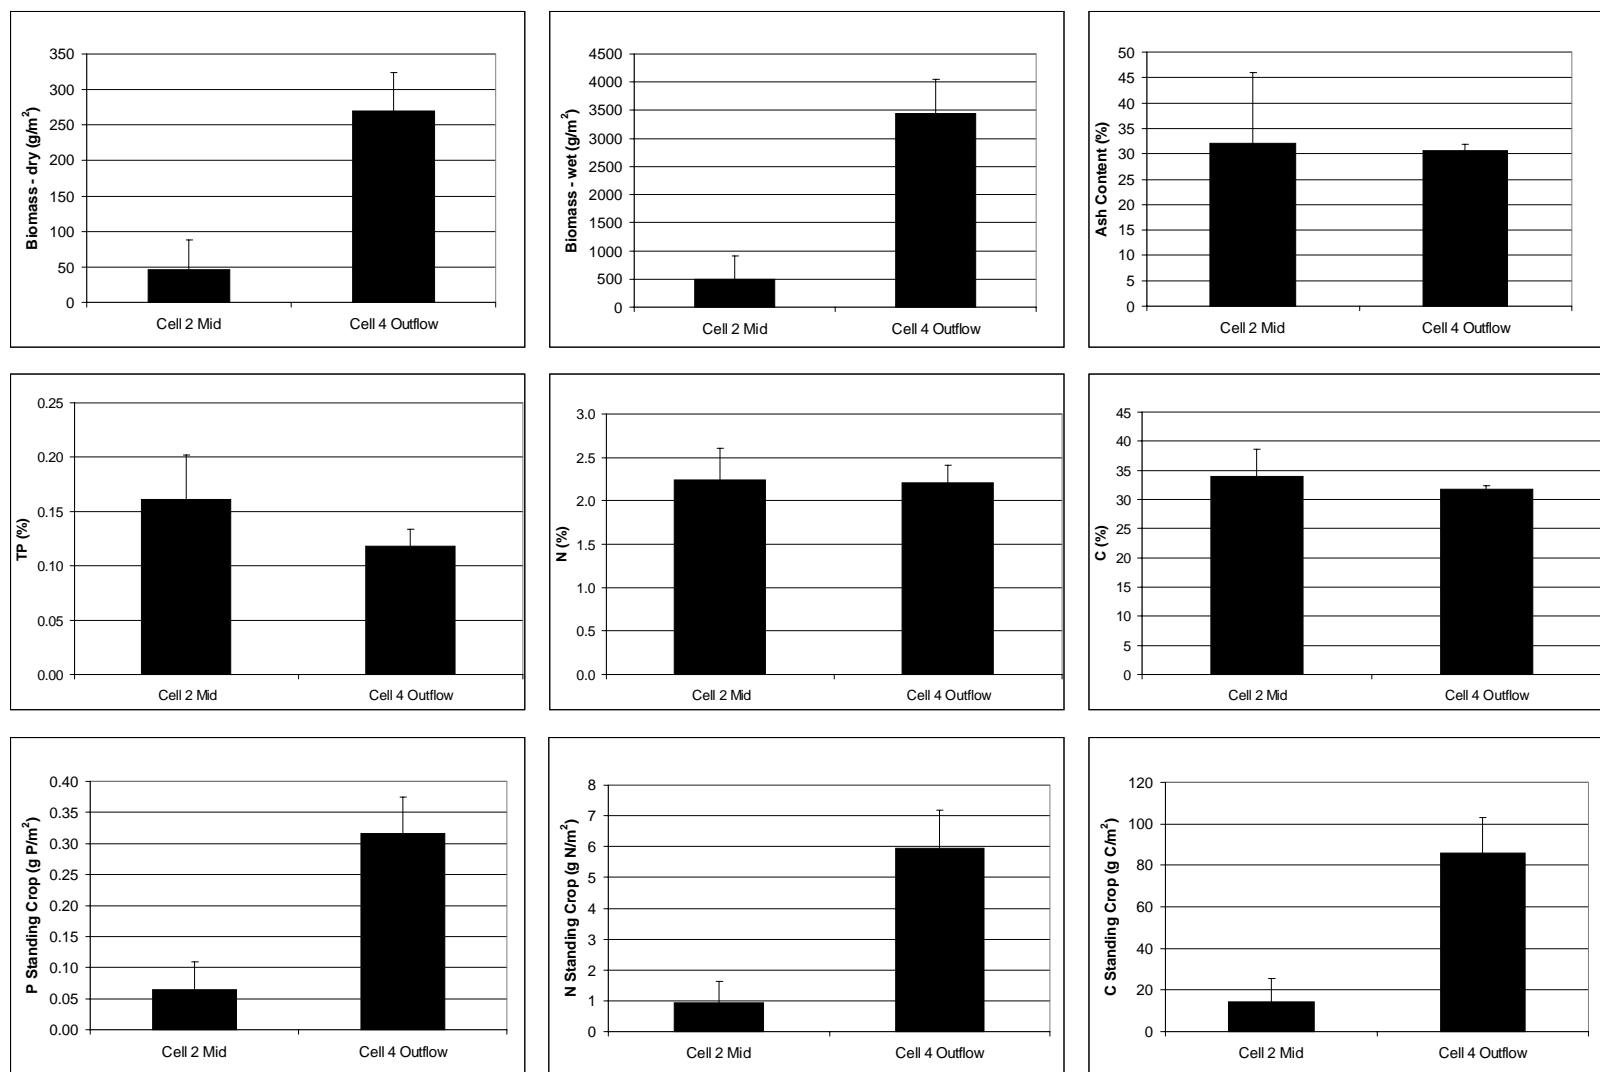 Biomass - dry (g/m²)
350
300
250
200
150
100
50
0
Cell 2 Mid
Cell 4 Outflow
Biomass - wet (g/m²)
4500
4000
3500
3000
2500
2000
1500
1000
500
0
Cell 2 Mid
Cell 4 Outflow
Ash Content (%)
50
45
40
35
30
25
20
15
10
5
0
Cell 2 Mid
Cell 4 Outflow
TP (%)
0.25
0.20
0.15
0.10
0.05
0.00
Cell 2 Mid
Cell 4 Outflow
N (%)
3.0
2.5
2.0
1.5
1.0
0.5
0.0
Cell 2 Mid
Cell 4 Outflow
C (%)
45
40
35
30
25
20
15
10
5
0
Cell 2 Mid
Cell 4 Outflow
P Standing Crop (g P/m²)
0.40
0.35
0.30
0.25
0.20
0.15
0.10
0.05
0.00
Cell 2 Mid
Cell 4 Outflow
N Standing Crop (g N/m²)
8
7
6
5
4
3
2
1
0
Cell 2 Mid
Cell 4 Outflow
C Standing Crop (g C/m²)
120
100
80
60
40
20
0
Cell 2 Mid
Cell 4 Outflow